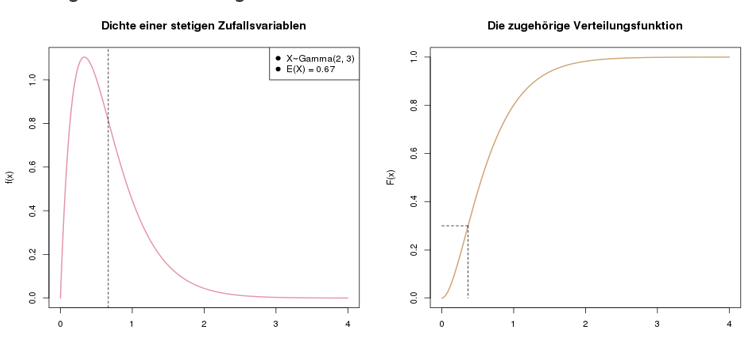 Dichte einer stetigen Zufallsvariablen
X~Gamma(2, 3)
E(X) = 0.67
f(x)
1.0
0.8
0.6
0.4
0.2
0.0
0 1 2 3 4
Die zugehörige Verteilungsfunktion
F(x)
1.0
0.8
0.6
0.4
0.2
0.0
0 1 2 3 4